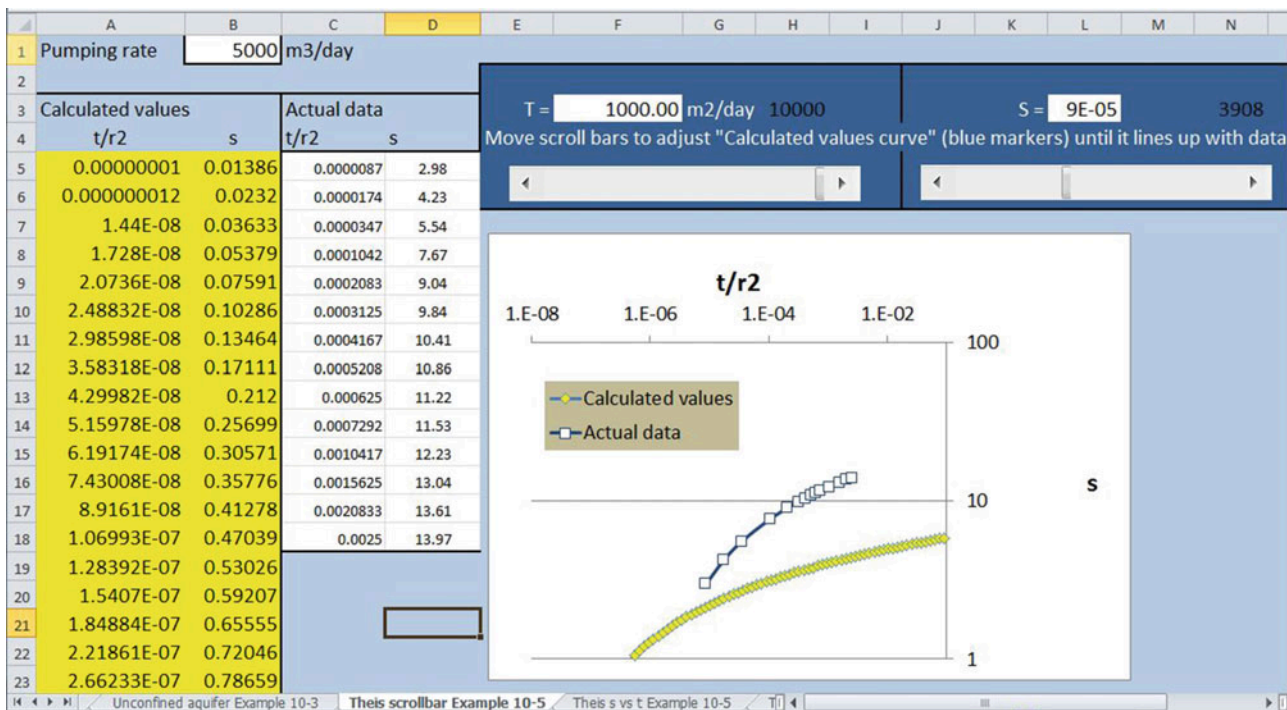 A B C D E F G H I J K L M N
1 Pumping rate 5000 m3/day
2
3 Calculated values Actual data T = 1000.00 m2/day 10000 S = 9E-05 3908
4 t/r2 s t/r2 s Move scroll bars to adjust "Calculated values curve" (blue markers) until it lines up with data
5 0.00000001 0.01386 0.0000087 2.98
6 0.000000012 0.0232 0.0000174 4.23
7 1.44E-08 0.03633 0.0000347 5.54
8 1.728E-08 0.05379 0.0001042 7.67
9 2.0736E-08 0.07591 0.0002083 9.04
10 2.48832E-08 0.10286 0.0003125 9.84
11 2.98598E-08 0.13464 0.0004167 10.41
12 3.58318E-08 0.17111 0.0005208 10.86
13 4.29982E-08 0.212 0.000625 11.22
14 5.15978E-08 0.25699 0.0007292 11.53
15 6.19174E-08 0.30571 0.0010417 12.23
16 7.43008E-08 0.35776 0.0015625 13.04
17 8.9161E-08 0.41278 0.0020833 13.61
18 1.06993E-07 0.47039 0.0025 13.97
19 1.28392E-07 0.53026
20 1.5407E-07 0.59207
21 1.84884E-07 0.65555
22 2.21861E-07 0.72046
23 2.66233E-07 0.78659
t/r2
1.E-08 1.E-06 1.E-04 1.E-02
100
Calculated values
Actual data
10
s
1
Unconfined aquifer Example 10-3 Theis scrollbar Example 10-5 Theis s vs t Example 10-5